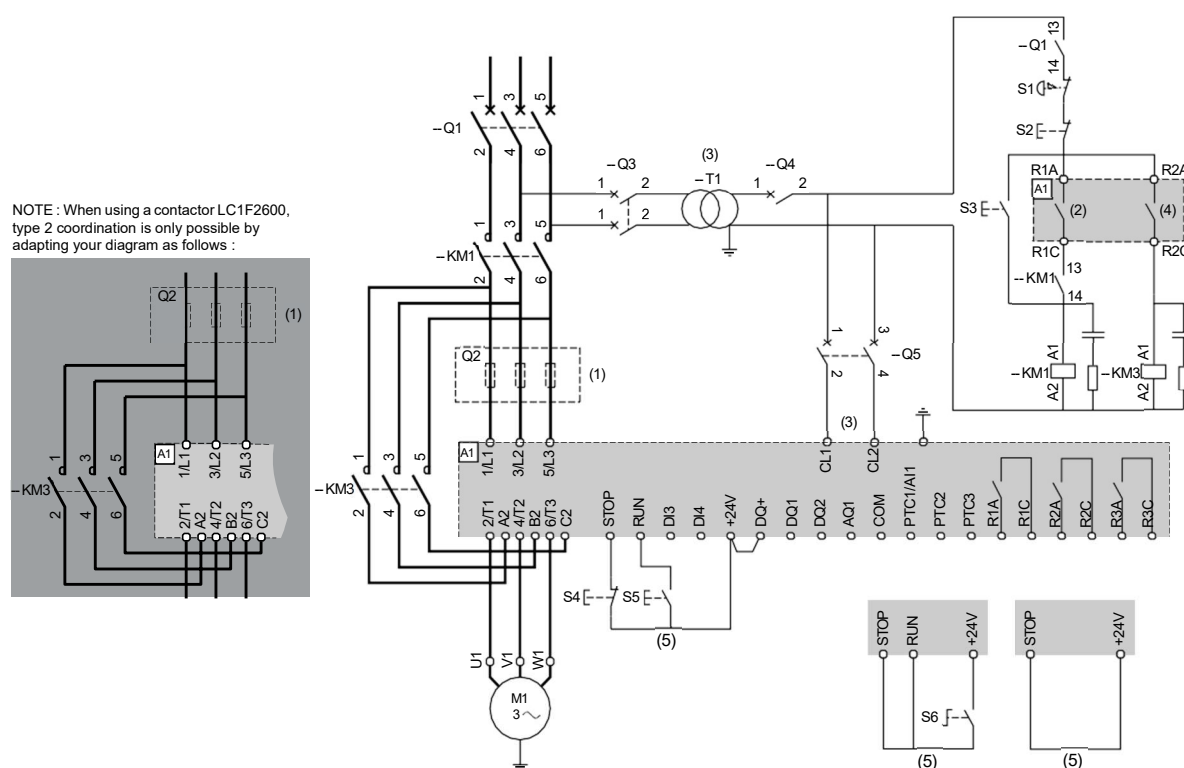 NOTE : When using a contactor LC1F2600,
type 2 coordination is only possible by
adapting your diagram as follows :
Q2
(1)
A1
1/L1
3/L2
5/L3
1
3
5
--KM3
2
4
6
2/T1
A2
4/T2
B2
6/T3
C2
1
3
5
--Q1
2
4
6
--Q3
1
2
1
2
(3)
--T1
--Q4
1
2
1
3
5
--KM1
2
4
6
Q2
(1)
1
2
3
4
--Q5
(3)
13
--Q1
14
S1
S2
R1A
R2A
A1
S3
(2)
(4)
R1C
R2C
13
--KM1
14
A1
--KM1
A2
A1
--KM3
A2
A1
1/L1
3/L2
5/L3
CL1
CL2
1
3
5
--KM3
2
4
6
2/T1
A2
4/T2
B2
6/T3
C2
STOP
RUN
DI3
DI4
+24V
DQ+
DQ1
DQ2
AQ1
COM
PTC1/AI1
PTC2
PTC3
R1A
R1C
R2A
R2C
R3A
R3C
S4
S5
(5)
U1
V1
W1
M1
3
STOP
RUN
+24V
S6
(5)
STOP
+24V
(5)